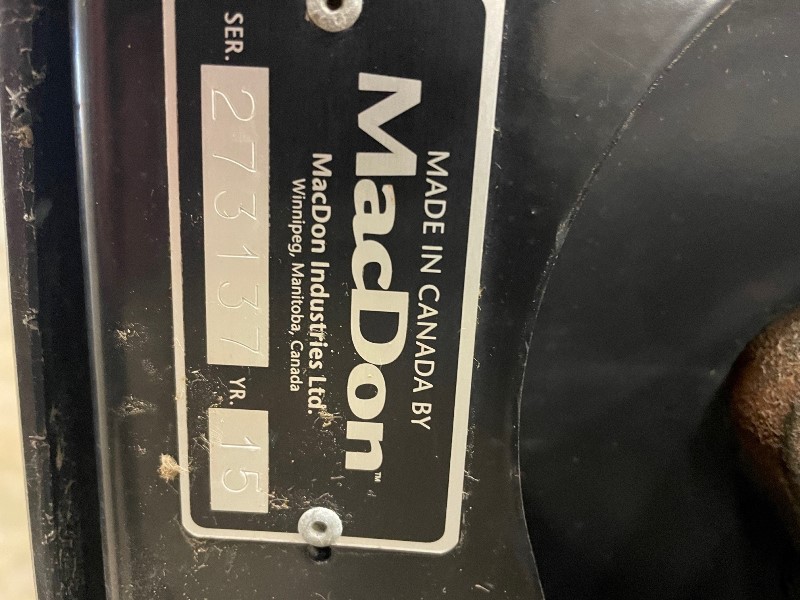 MADE IN CANADA BY
MacDon™
MacDon Industries Ltd.
Winnipeg, Manitoba, Canada
SER. 273137 YR. 15